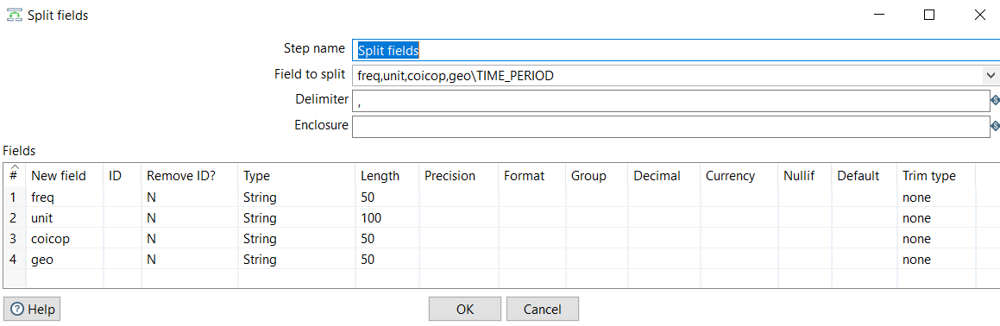 Split fields
Step name Split fields
Field to split freq,unit,coicop,geo\TIME_PERIOD
Delimiter ,
Enclosure
Fields
# New field ID Remove ID? Type Length Precision Format Group Decimal Currency Nullif Default Trim type
1 freq N String 50 none
2 unit N String 100 none
3 coicop N String 50 none
4 geo N String 50 none
? Help OK Cancel